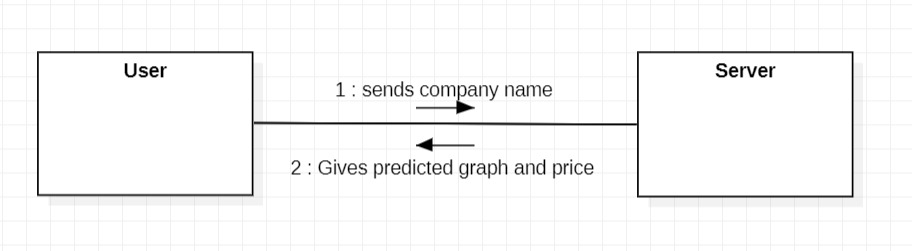 User
Server
1 : sends company name
2 : Gives predicted graph and price